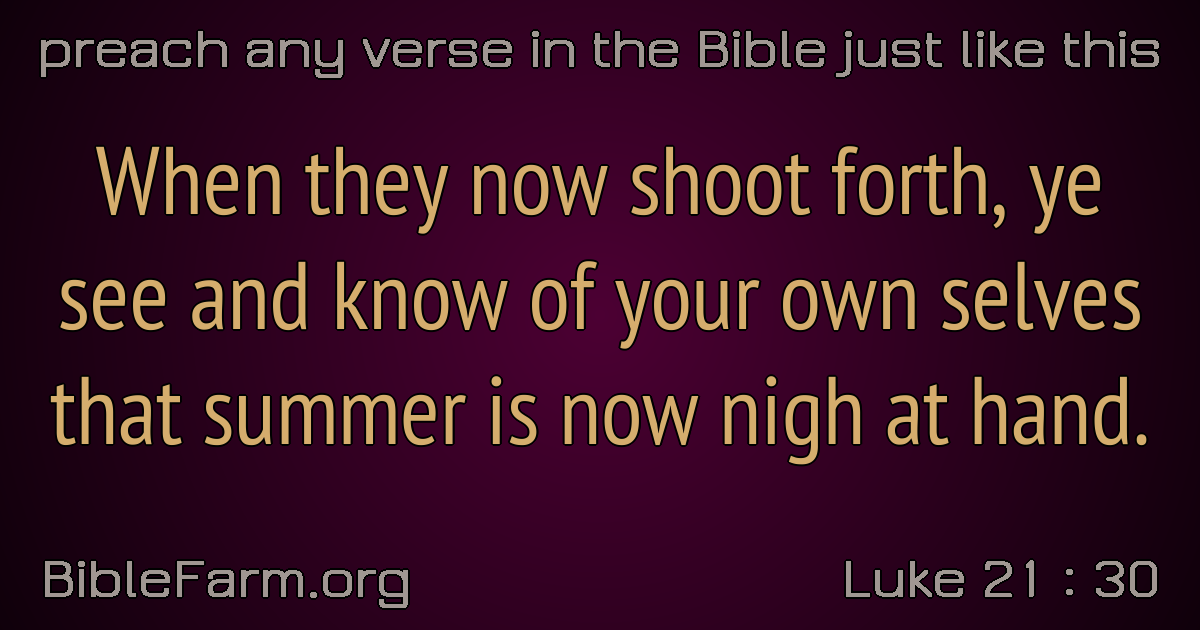 preach any verse in the Bible just like this
When they now shoot forth, ye
see and know of your own selves
that summer is now nigh at hand.
BibleFarm.org
Luke 21 : 30